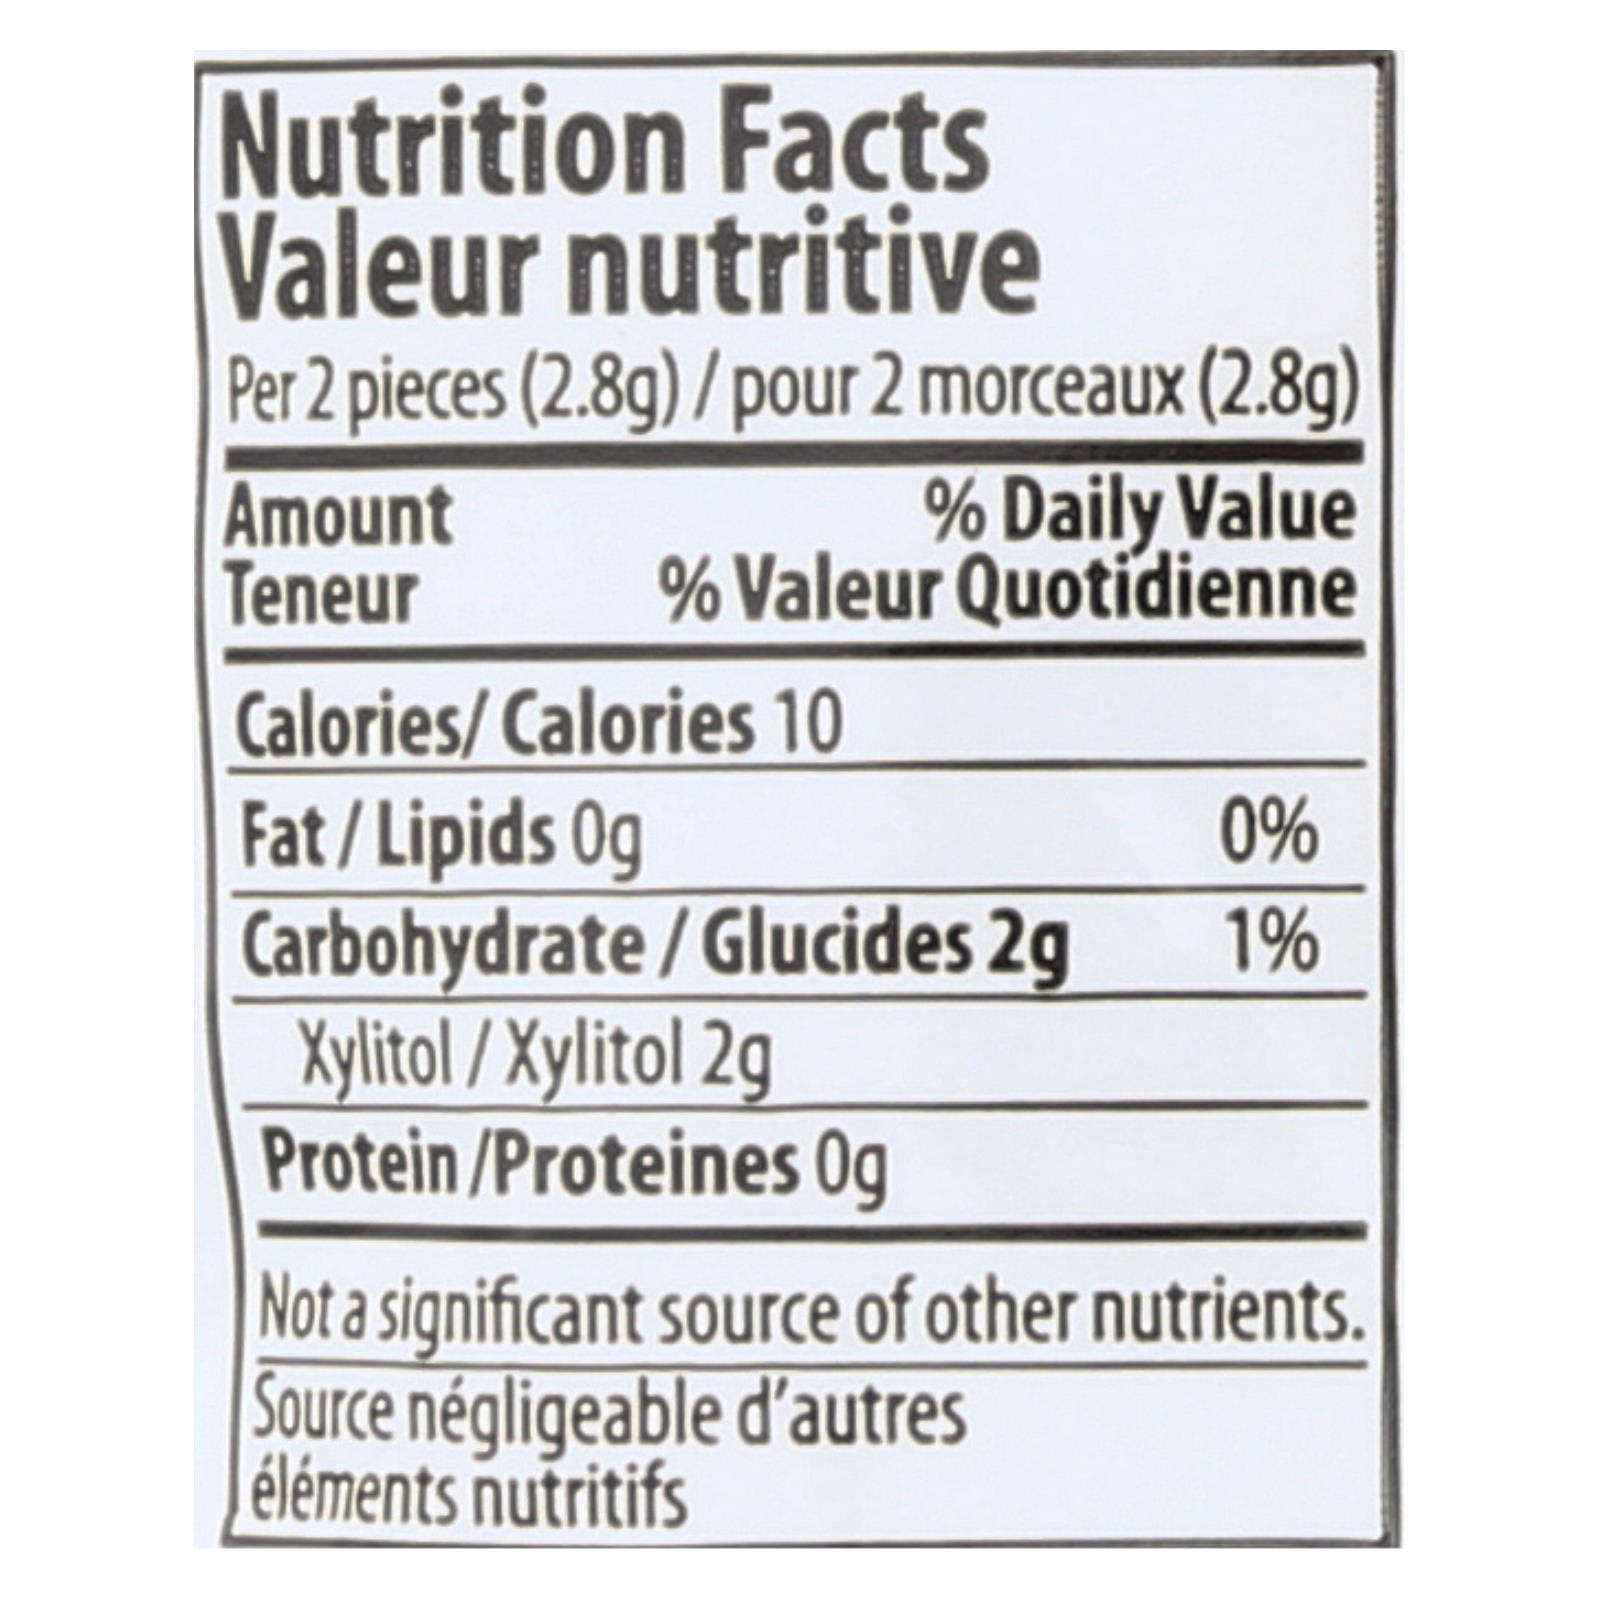 Nutrition Facts
Valeur nutritive
Per 2 pieces (2.8g) / pour 2 morceaux (2.8g)
Amount % Daily Value
Teneur % Valeur Quotidienne
Calories/ Calories 10
Fat / Lipids 0g 0%
Carbohydrate / Glucides 2g 1%
Xylitol / Xylitol 2g
Protein /Proteines 0g
Not a significant source of other nutrients.
Source négligeable d'autres
éléments nutritifs